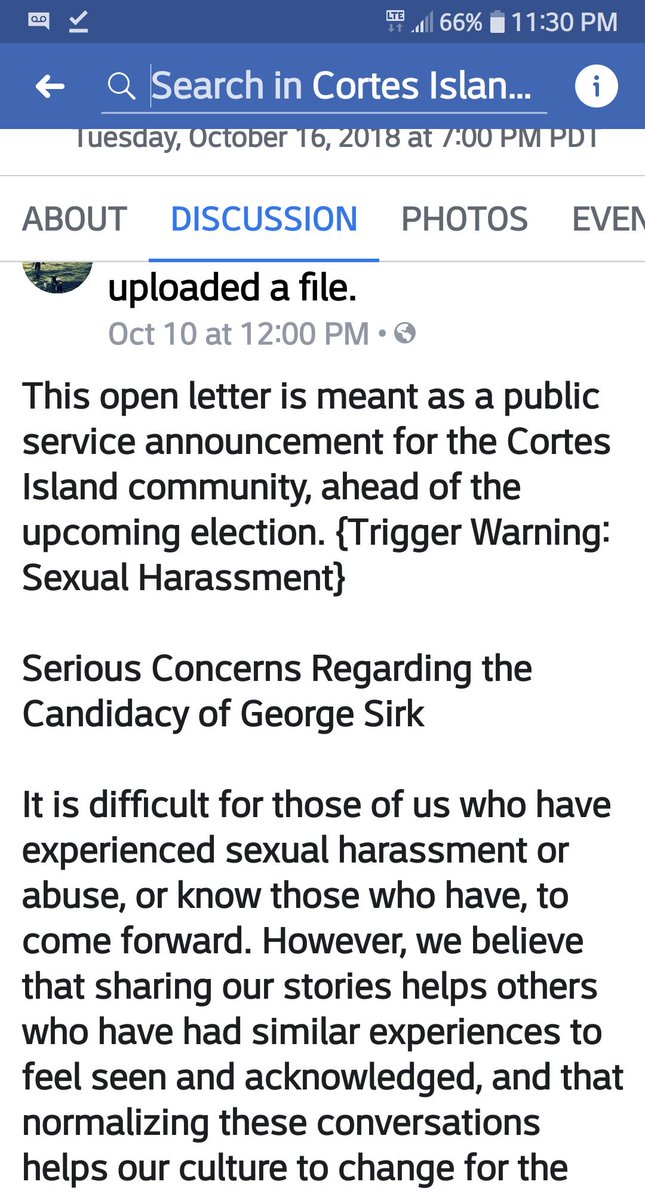 LTE 66% 11:30 PM
Search in Cortes Islan...
Tuesday, October 16, 2018 at 7:00 PM PDT
ABOUT DISCUSSION PHOTOS EVEN
uploaded a file.
Oct 10 at 12:00 PM •
This open letter is meant as a public
service announcement for the Cortes
Island community, ahead of the
upcoming election. {Trigger Warning:
Sexual Harassment}
Serious Concerns Regarding the
Candidacy of George Sirk
It is difficult for those of us who have
experienced sexual harassment or
abuse, or know those who have, to
come forward. However, we believe
that sharing our stories helps others
who have had similar experiences to
feel seen and acknowledged, and that
normalizing these conversations
helps our culture to change for the